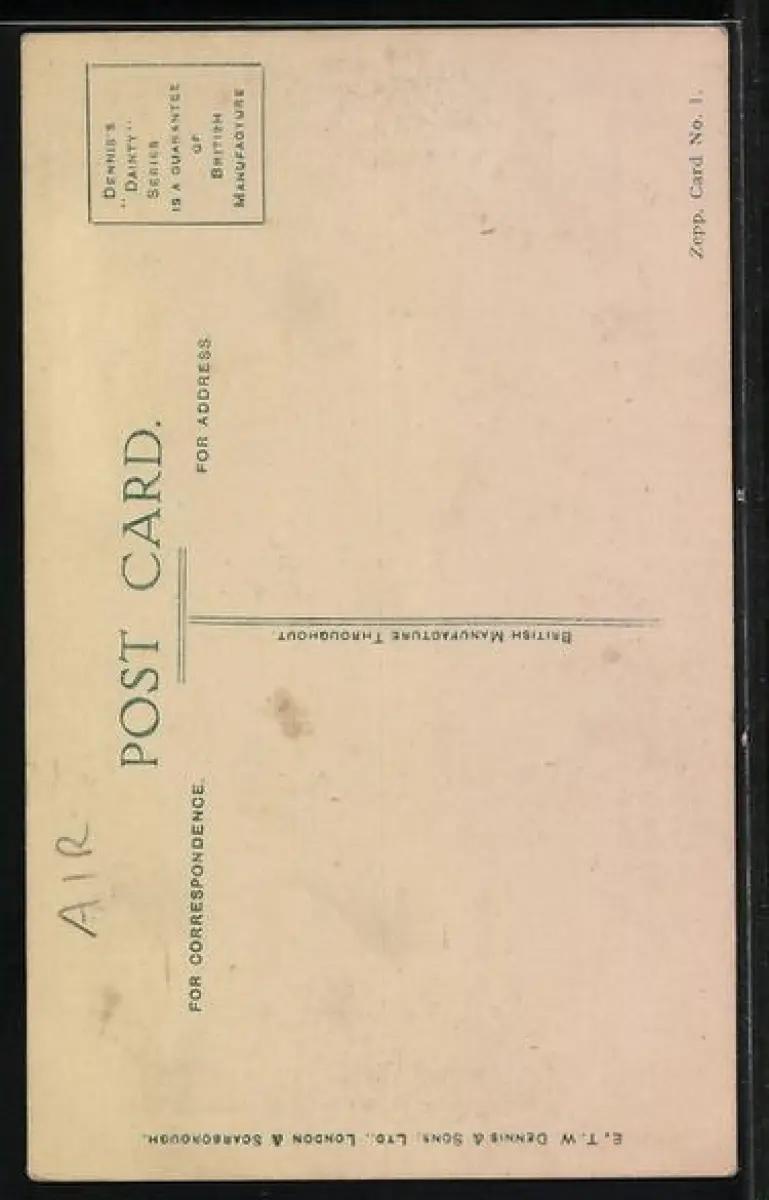 AIR
POST CARD.
DENNIS'S
"DAINTY"
SERIES
IS A GUARANTEE
OF
BRITISH
MANUFACTURE
FOR CORRESPONDENCE.
FOR ADDRESS
BRITISH MANUFACTURE THROUGHOUT.
E. T. W. DENNIS & SONS, LTD., LONDON & SCARBOROUGH.
Zepp. Card No. 1.